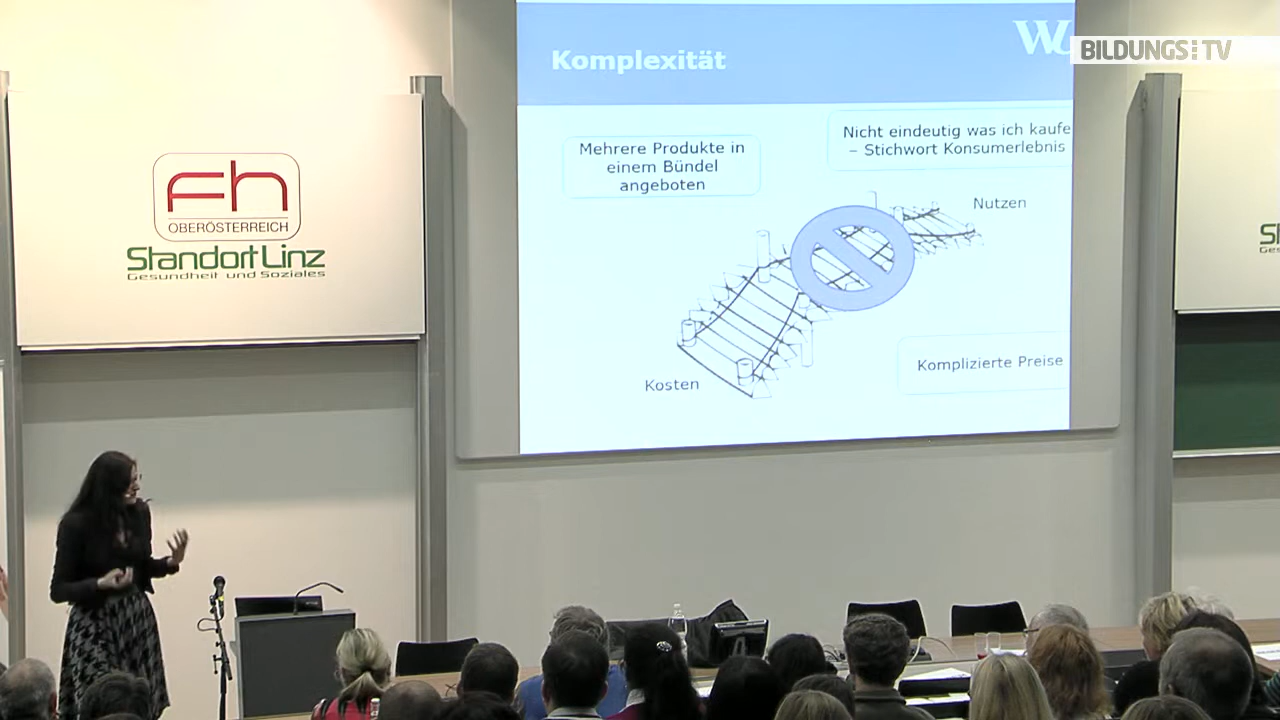 Komplexität
WU
BILDUNGS TV
Mehrere Produkte in
einem Bündel
angeboten
Nicht eindeutig was ich kaufe
– Stichwort Konsumerlebnis
Nutzen
Kosten
Komplizierte Preise
fh
OBERÖSTERREICH
Standort Linz
Gesundheit und Soziales